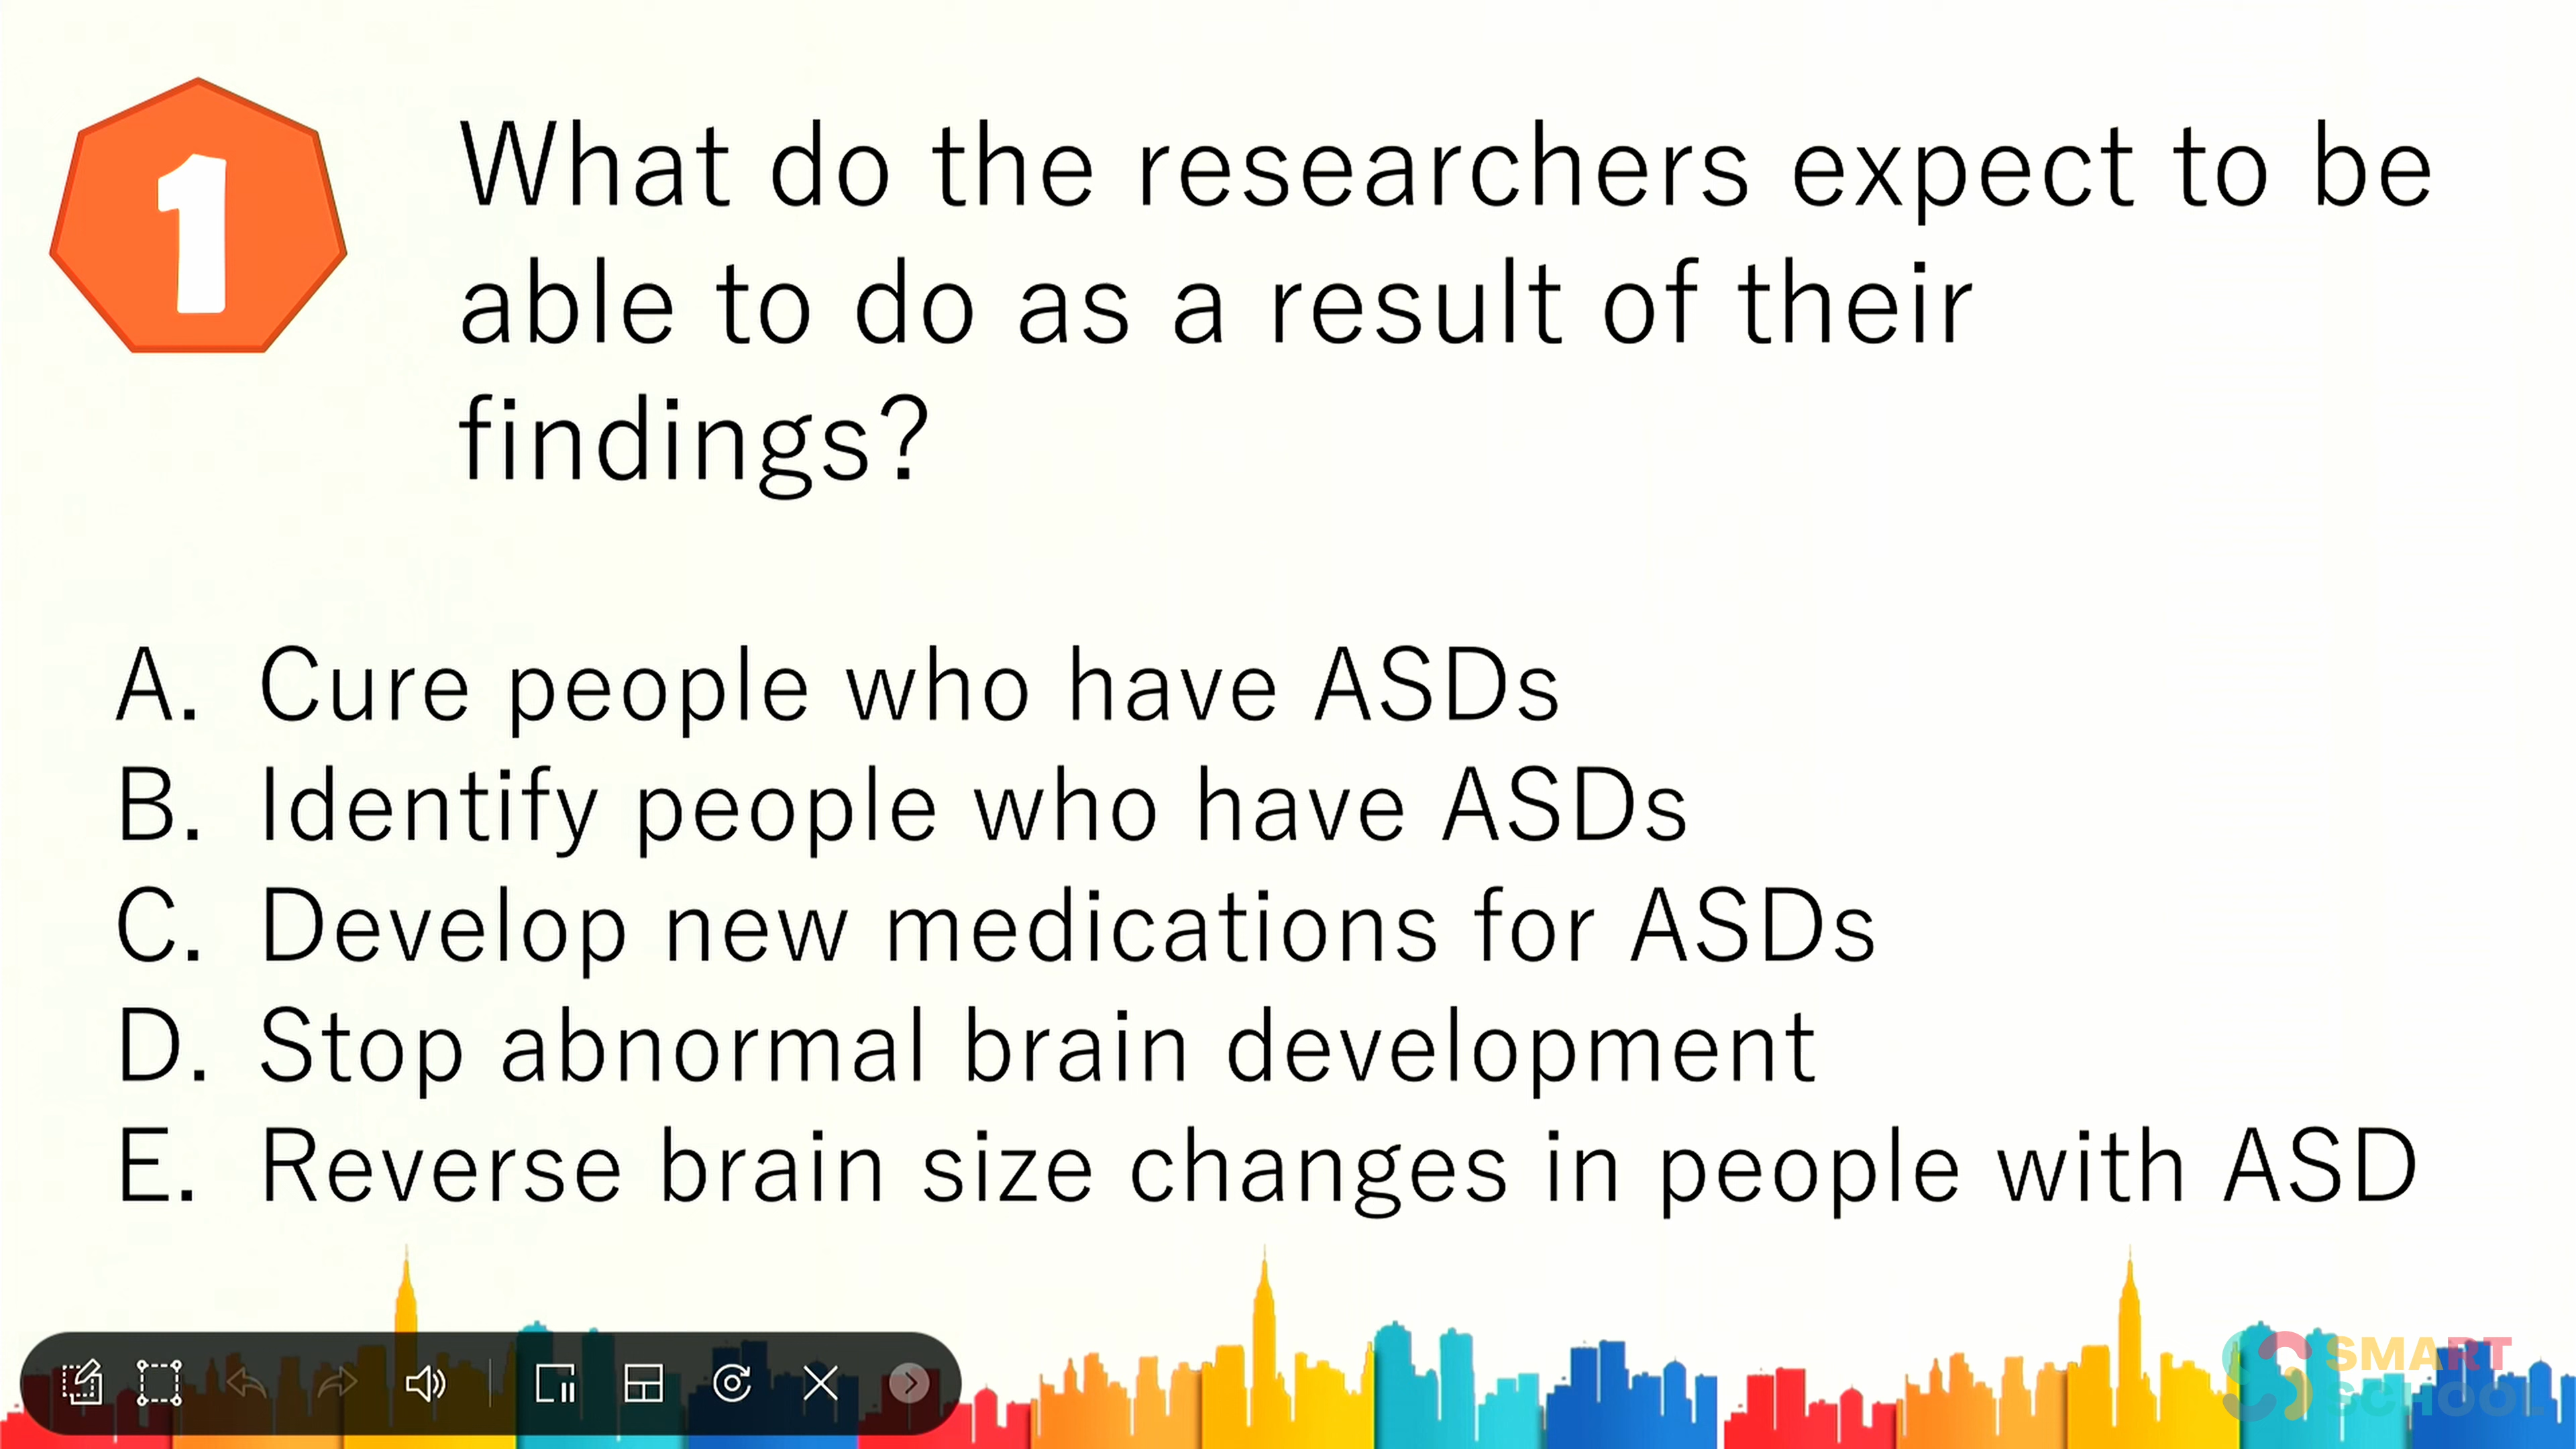 1
What do the researchers expect to be
able to do as a result of their
findings?
A. Cure people who have ASDs
B. Identify people who have ASDs
C. Develop new medications for ASDs
D. Stop abnormal brain development
E. Reverse brain size changes in people with ASD
SMART
SCHOOL